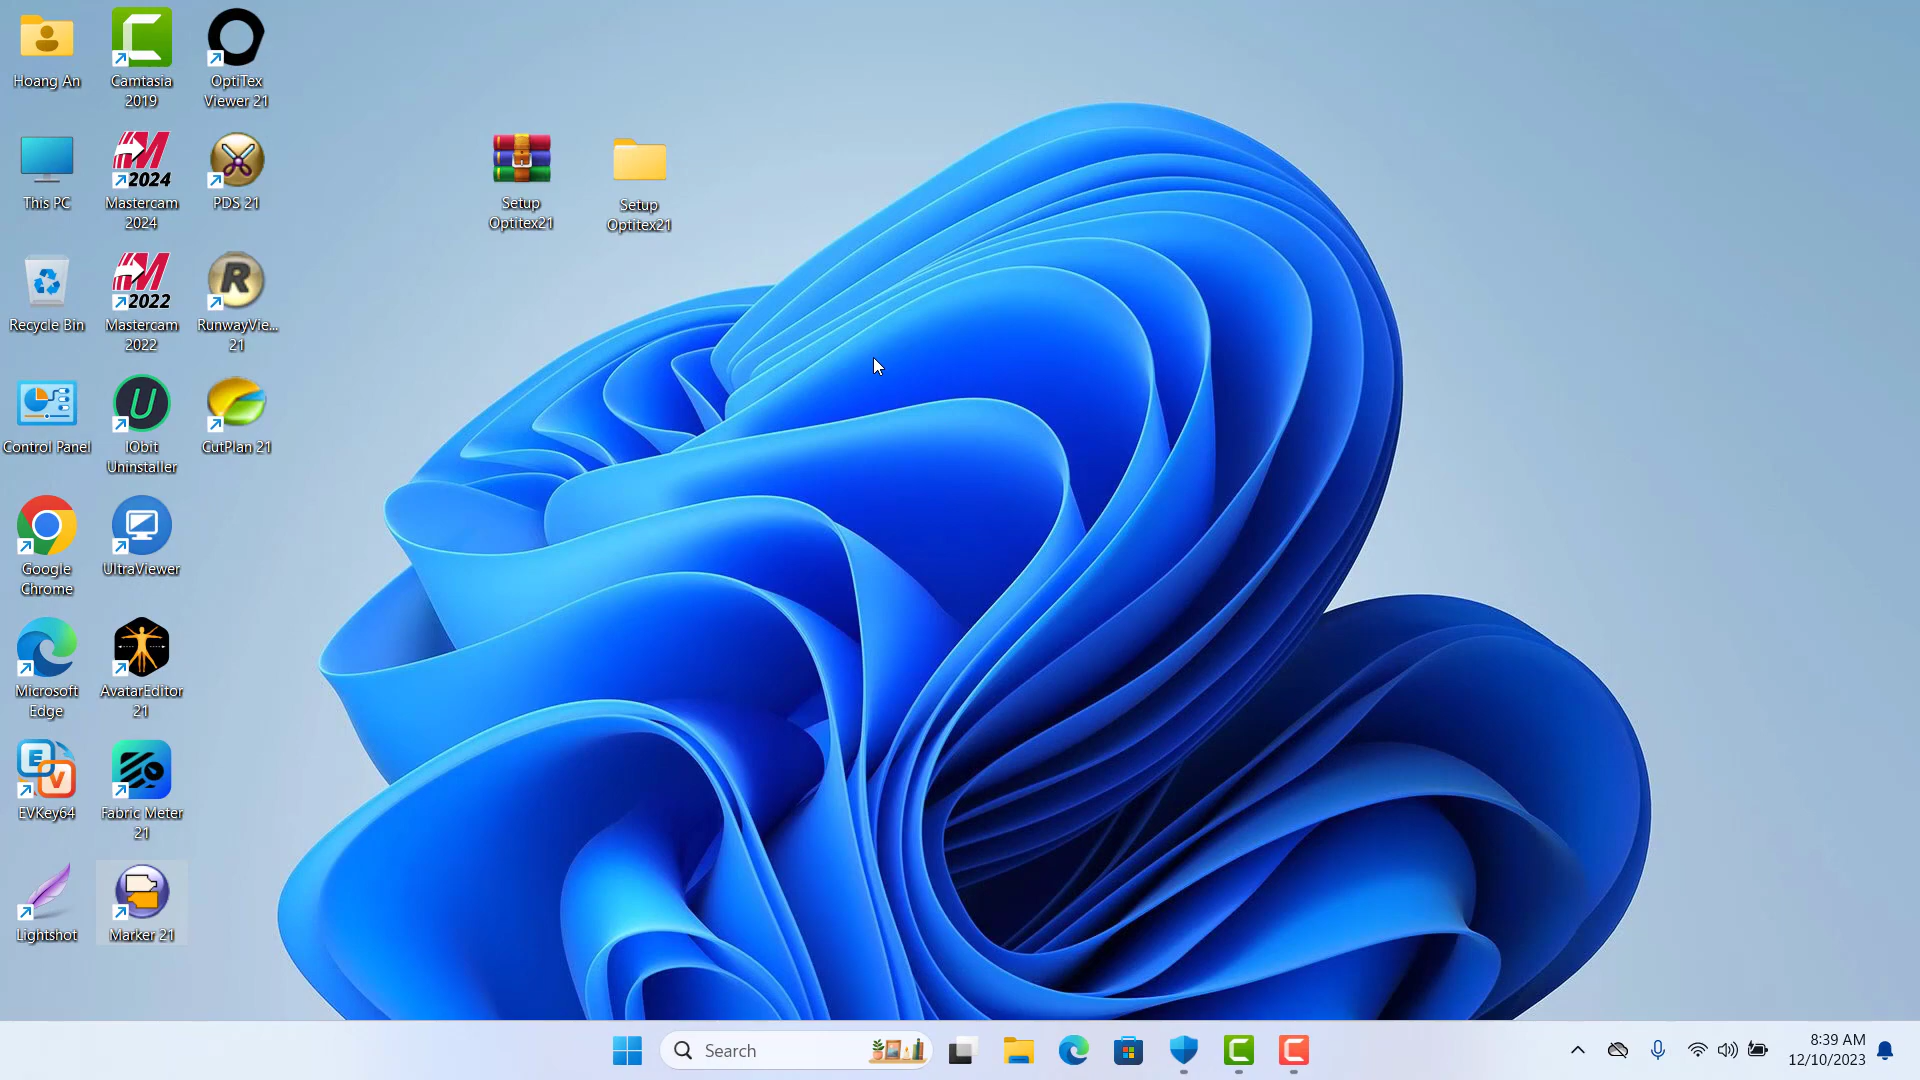 Hoang An
Camtasia
2019
OptiTex
Viewer 21
This PC
2024
Mastercam
2024
PDS 21
Setup
Optitex21
Setup
Optitex21
Recycle Bin
2022
Mastercam
2022
R
RunwayVie...
21
Control Panel
U
IObit
Uninstaller
CutPlan 21
Google
Chrome
UltraViewer
Microsoft
Edge
AvatarEditor
21
E
V
EVKey64
Fabric Meter
21
Lightshot
Marker 21
Search
8:39 AM
12/10/2023